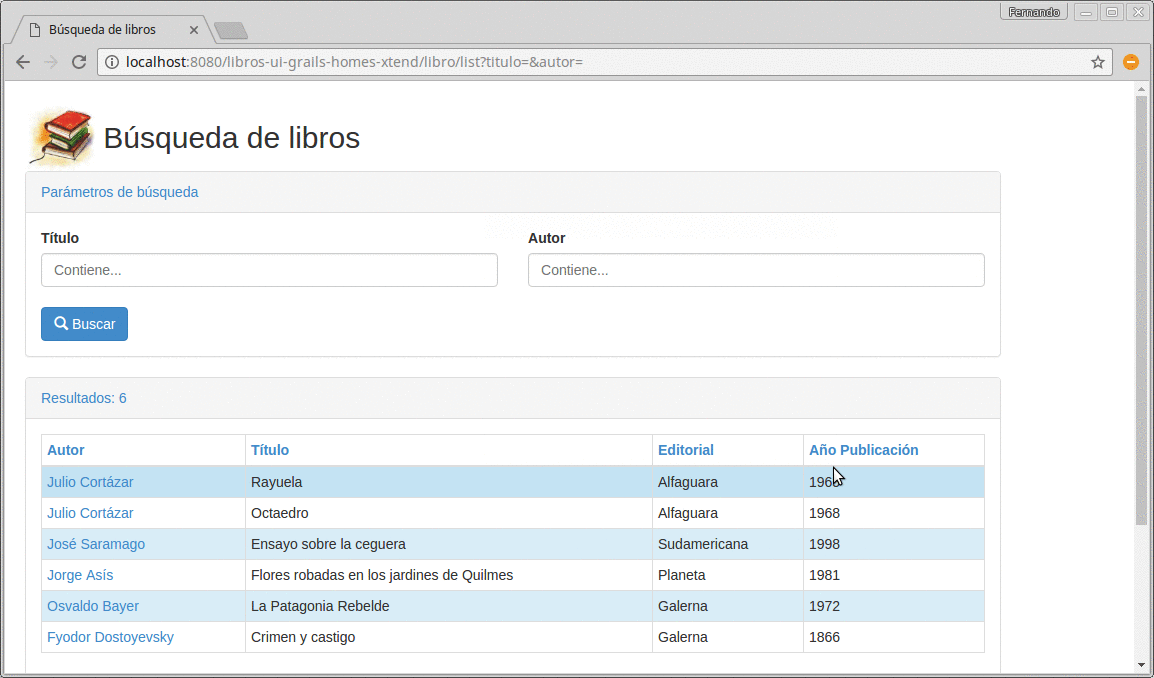 Fernando
Búsqueda de libros
localhost:8080/libros-ui-grails-homes-xtend/libro/list?titulo=&autor=
Búsqueda de libros
Parámetros de búsqueda
Título Autor
Contiene... Contiene...
Buscar
Resultados: 6
Autor Título Editorial Año Publicación
Julio Cortázar Rayuela Alfaguara
Julio Cortázar Octaedro Alfaguara 1968
José Saramago Ensayo sobre la ceguera Sudamericana 1998
Jorge Asís Flores robadas en los jardines de Quilmes Planeta 1981
Osvaldo Bayer La Patagonia Rebelde Galerna 1972
Fyodor Dostoyevsky Crimen y castigo Galerna 1866